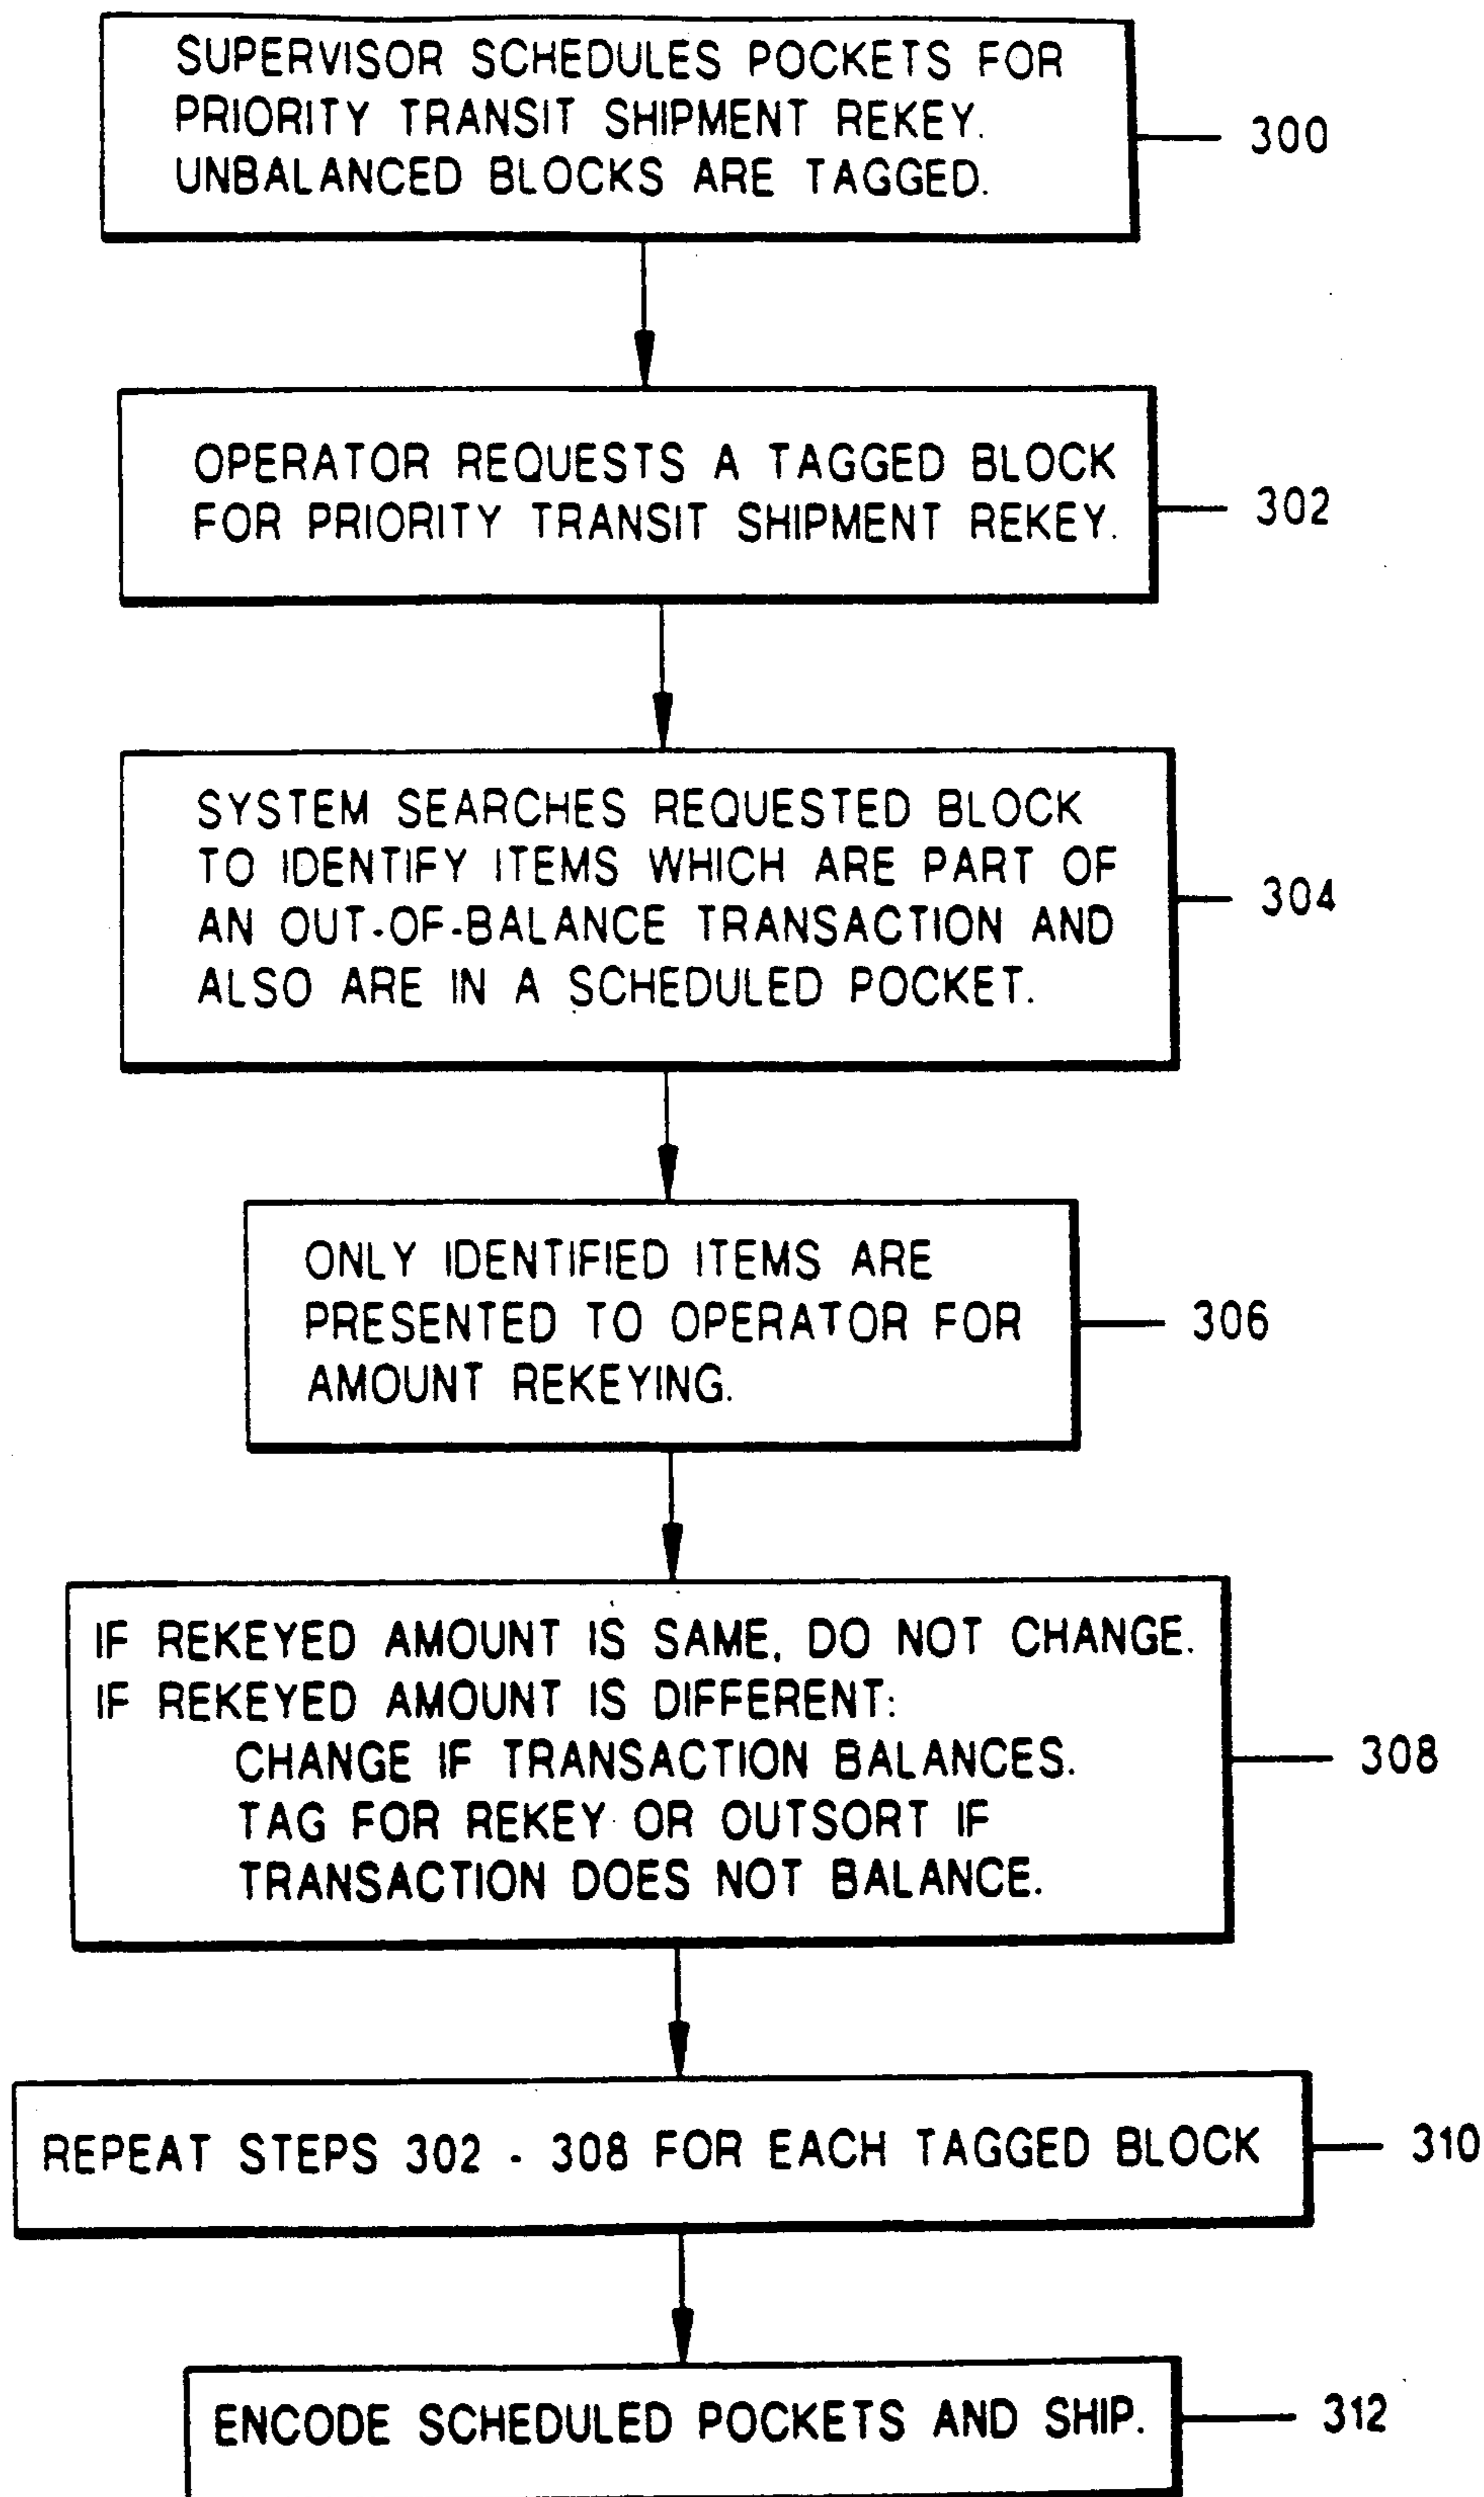 SUPERVISOR SCHEDULES POCKETS FOR
PRIORITY TRANSIT SHIPMENT REKEY.
UNBALANCED BLOCKS ARE TAGGED.
300
OPERATOR REQUESTS A TAGGED BLOCK
FOR PRIORITY TRANSIT SHIPMENT REKEY.
302
SYSTEM SEARCHES REQUESTED BLOCK
TO IDENTIFY ITEMS WHICH ARE PART OF
AN OUT-OF-BALANCE TRANSACTION AND
ALSO ARE IN A SCHEDULED POCKET.
304
ONLY IDENTIFIED ITEMS ARE
PRESENTED TO OPERATOR FOR
AMOUNT REKEYING.
306
IF REKEYED AMOUNT IS SAME, DO NOT CHANGE.
IF REKEYED AMOUNT IS DIFFERENT:
CHANGE IF TRANSACTION BALANCES.
TAG FOR REKEY OR OUTSORT IF
TRANSACTION DOES NOT BALANCE.
308
REPEAT STEPS 302 - 308 FOR EACH TAGGED BLOCK
310
ENCODE SCHEDULED POCKETS AND SHIP.
312